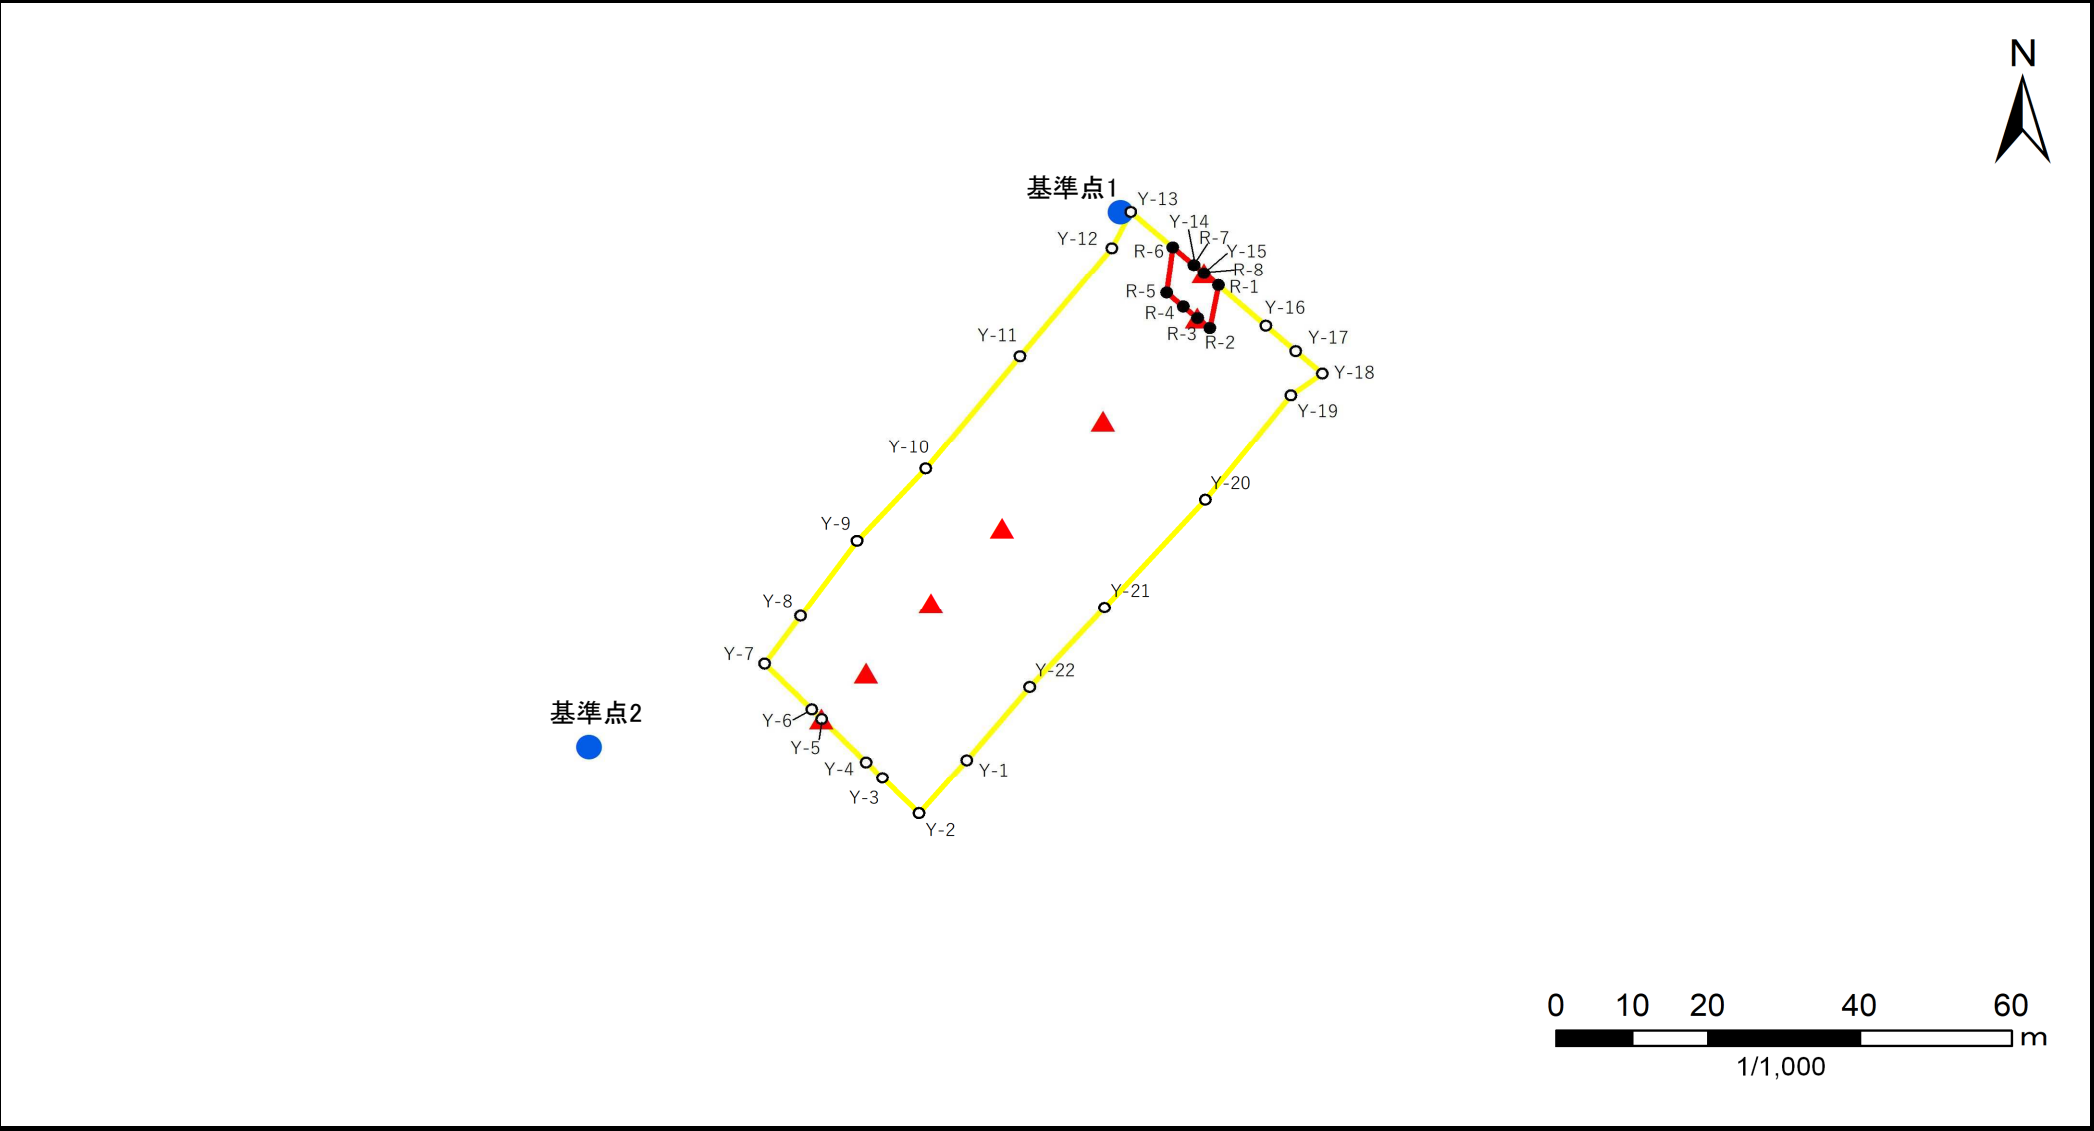 N
基準点1
Y-13
Y-14
R-7
Y-12
R-6
Y-15
R-8
R-1
R-5
Y-16
R-4
R-3
R-2
Y-11
Y-17
Y-18
Y-19
Y-10
Y-20
Y-9
Y-8
Y-21
Y-7
Y-22
基準点2
Y-6
Y-5
Y-4
Y-1
Y-3
Y-2
0 10 20 40 60
m
1/1,000